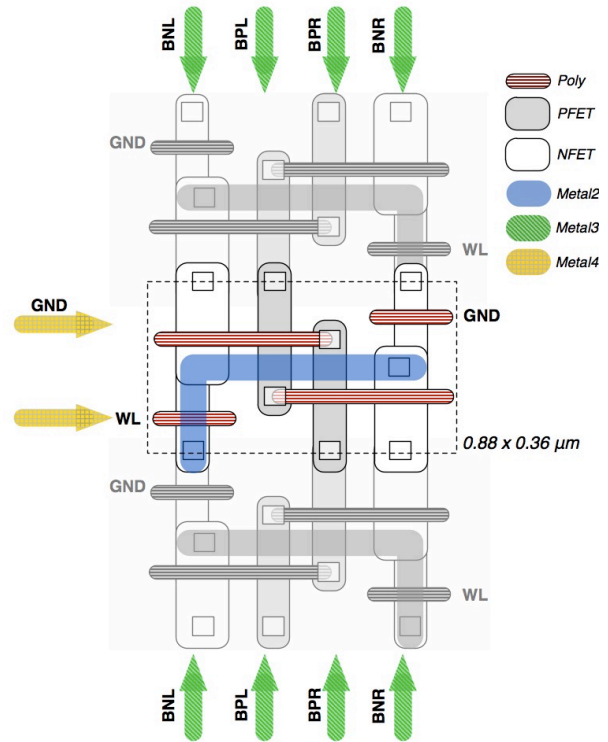 BNL
BPL
BPR
BNR
Poly
PFET
NFET
Metal2
Metal3
Metal4
GND
WL
GND
GND
WL
0.88 x 0.36 µm
GND
WL
BNL
BPL
BPR
BNR